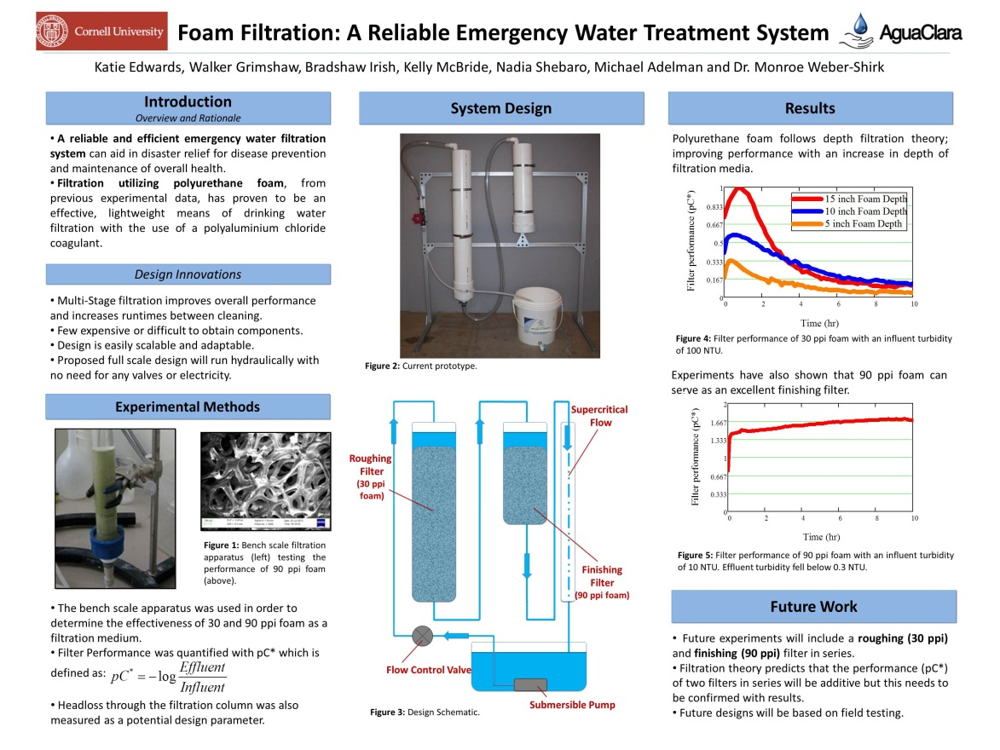 Cornell University
Foam Filtration: A Reliable Emergency Water Treatment System
AguaClara
Katie Edwards, Walker Grimshaw, Bradshaw Irish, Kelly McBride, Nadia Shebaro, Michael Adelman and Dr. Monroe Weber-Shirk
Introduction
Overview and Rationale
• A reliable and efficient emergency water filtration
system can aid in disaster relief for disease prevention
and maintenance of overall health.
• Filtration utilizing polyurethane foam, from
previous experimental data, has proven to be an
effective, lightweight means of drinking water
filtration with the use of a polyaluminium chloride
coagulant.
Design Innovations
• Multi-Stage filtration improves overall performance
and increases runtimes between cleaning.
• Few expensive or difficult to obtain components.
• Design is easily scalable and adaptable.
• Proposed full scale design will run hydraulically with
no need for any valves or electricity.
Experimental Methods
Figure 1: Bench scale filtration
apparatus (left) testing the
performance of 90 ppi foam
(above).
• The bench scale apparatus was used in order to
determine the effectiveness of 30 and 90 ppi foam as a
filtration medium.
• Filter Performance was quantified with pC* which is
defined as: pC* = −log Effluent
Influent
• Headloss through the filtration column was also
measured as a potential design parameter.
System Design
Figure 2: Current prototype.
Supercritical
Flow
Roughing
Filter
(30 ppi
foam)
Finishing
Filter
(90 ppi foam)
Flow Control Valve
Submersible Pump
Figure 3: Design Schematic.
Results
Polyurethane foam follows depth filtration theory;
improving performance with an increase in depth of
filtration media.
Filter performance (pC*)
1
0.833
0.667
0.5
0.333
0.167
0
15 inch Foam Depth
10 inch Foam Depth
5 inch Foam Depth
0 2 4 6 8 10
Time (hr)
Figure 4: Filter performance of 30 ppi foam with an influent turbidity
of 100 NTU.
Experiments have also shown that 90 ppi foam can
serve as an excellent finishing filter.
Filter performance (pC*)
2
1.667
1.333
1
0.667
0.333
0
0 2 4 6 8 10
Time (hr)
Figure 5: Filter performance of 90 ppi foam with an influent turbidity
of 10 NTU. Effluent turbidity fell below 0.3 NTU.
Future Work
• Future experiments will include a roughing (30 ppi)
and finishing (90 ppi) filter in series.
• Filtration theory predicts that the performance (pC*)
of two filters in series will be additive but this needs to
be confirmed with results.
• Future designs will be based on field testing.